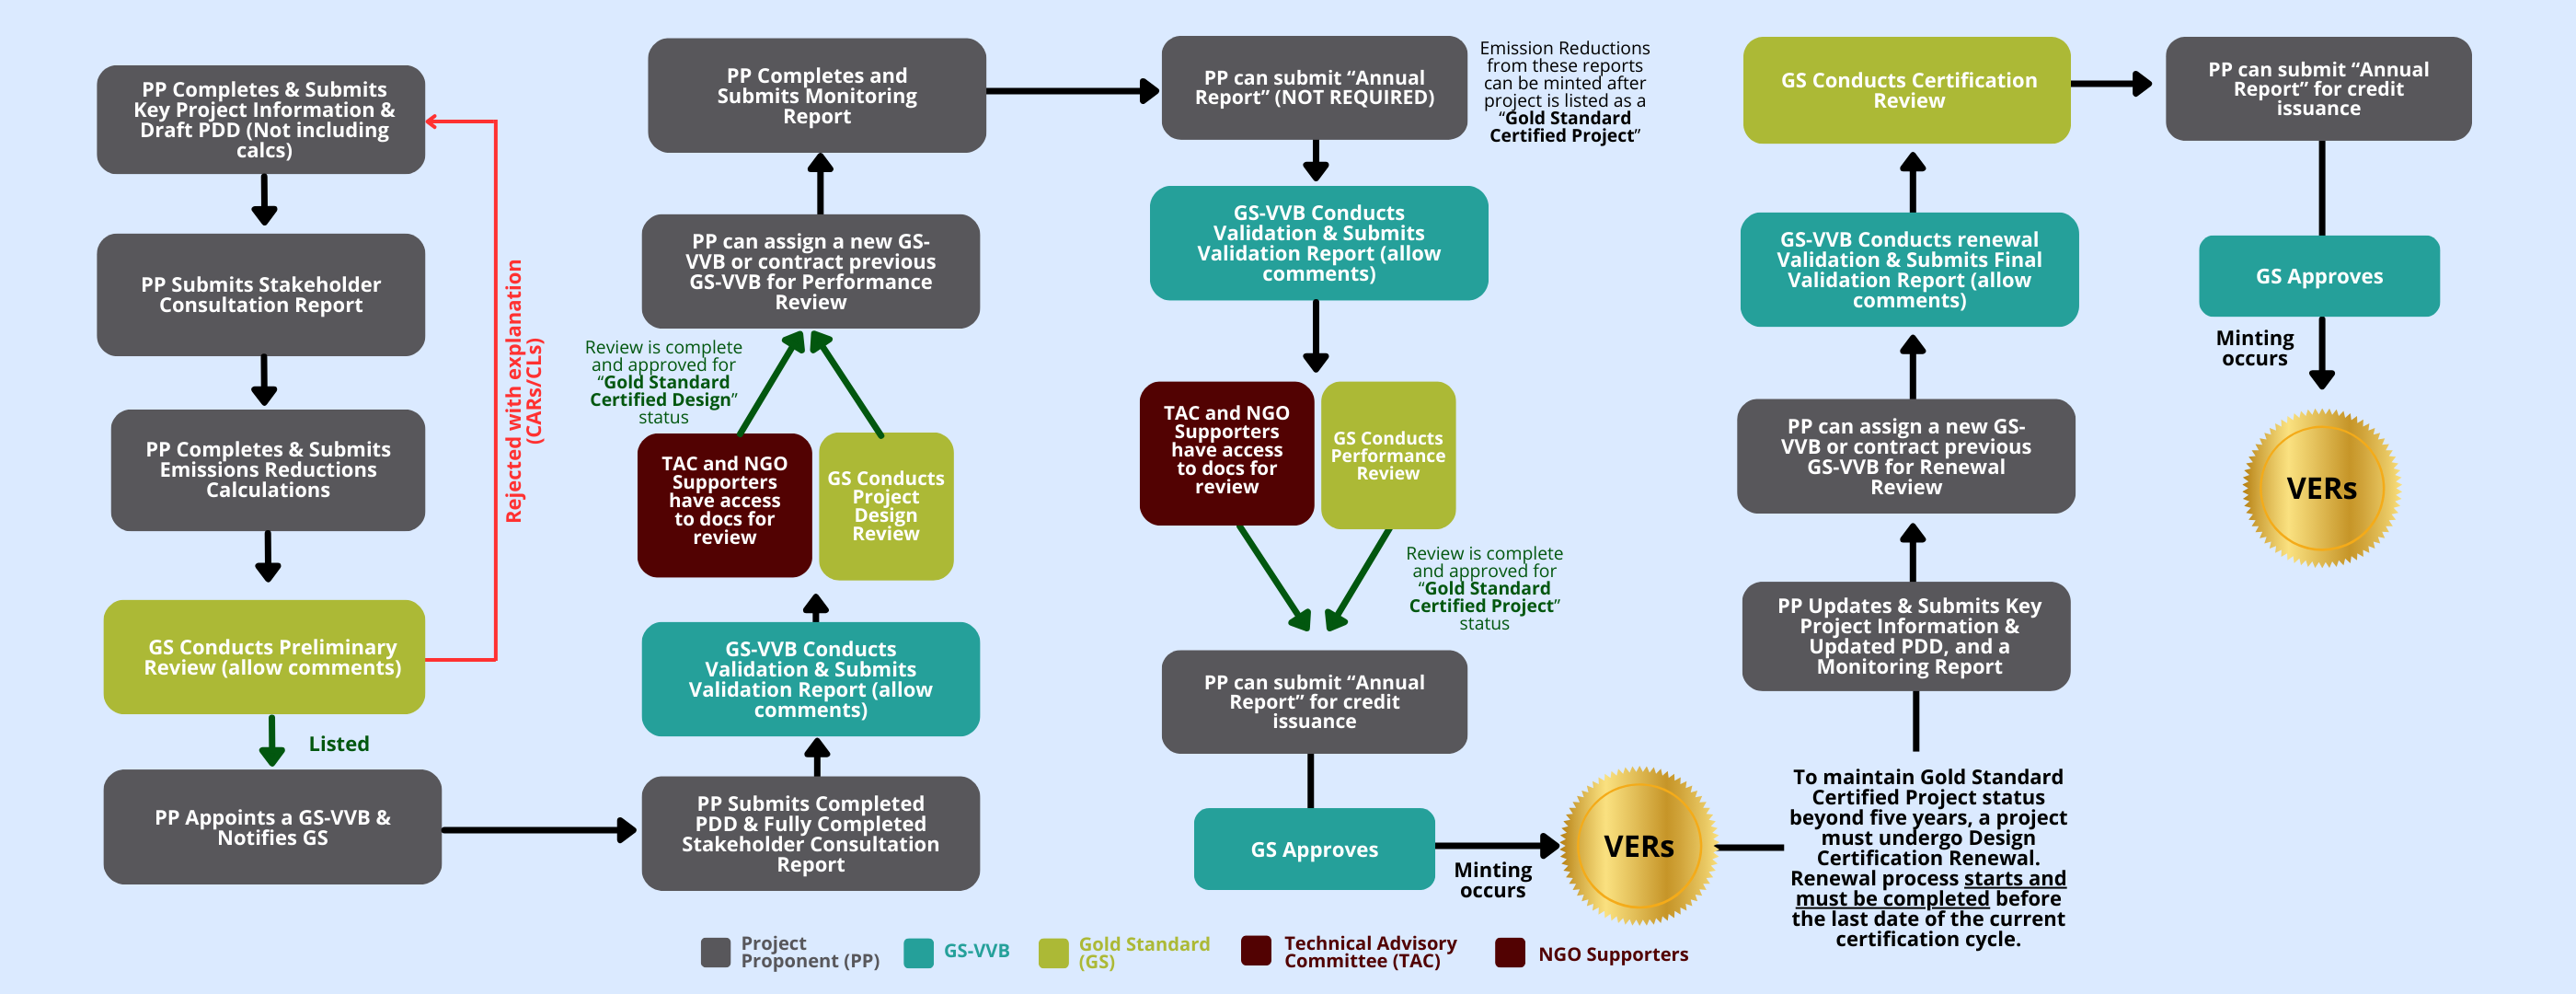 PP Completes & Submits
Key Project Information &
Draft PDD (Not including
calcs)
PP Submits Stakeholder
Consultation Report
PP Completes & Submits
Emissions Reductions
Calculations
GS Conducts Preliminary
Review (allow comments)
Rejected with explanation
(CARs/CLs)
Listed
PP Appoints a GS-VVB &
Notifies GS
PP Submits Completed
PDD & Fully Completed
Stakeholder Consultation
Report
GS-VVB Conducts
Validation & Submits
Validation Report (allow
comments)
TAC and NGO
Supporters
have access
to docs for
review
GS Conducts
Project
Design
Review
Review is complete
and approved for
“Gold Standard
Certified Design”
status
PP can assign a new GS-
VVB or contract previous
GS-VVB for Performance
Review
PP Completes and
Submits Monitoring
Report
PP can submit “Annual
Report” (NOT REQUIRED)
Emission Reductions
from these reports
can be minted after
project is listed as a
“Gold Standard
Certified Project”
GS-VVB Conducts
Validation & Submits
Validation Report (allow
comments)
TAC and NGO
Supporters
have access
to docs for
review
GS Conducts
Performance
Review
Review is complete
and approved for
“Gold Standard
Certified Project”
status
PP can submit “Annual
Report” for credit
issuance
GS Approves
Minting
occurs
VERs
To maintain Gold Standard
Certified Project status
beyond five years, a project
must undergo Design
Certification Renewal.
Renewal process starts and
must be completed before
the last date of the current
certification cycle.
PP Updates & Submits Key
Project Information &
Updated PDD, and a
Monitoring Report
PP can assign a new GS-
VVB or contract previous
GS-VVB for Renewal
Review
GS-VVB Conducts renewal
Validation & Submits Final
Validation Report (allow
comments)
GS Conducts Certification
Review
PP can submit “Annual
Report” for credit
issuance
GS Approves
Minting
occurs
VERs
Project
Proponent (PP)
GS-VVB
Gold Standard
(GS)
Technical Advisory
Committee (TAC)
NGO Supporters